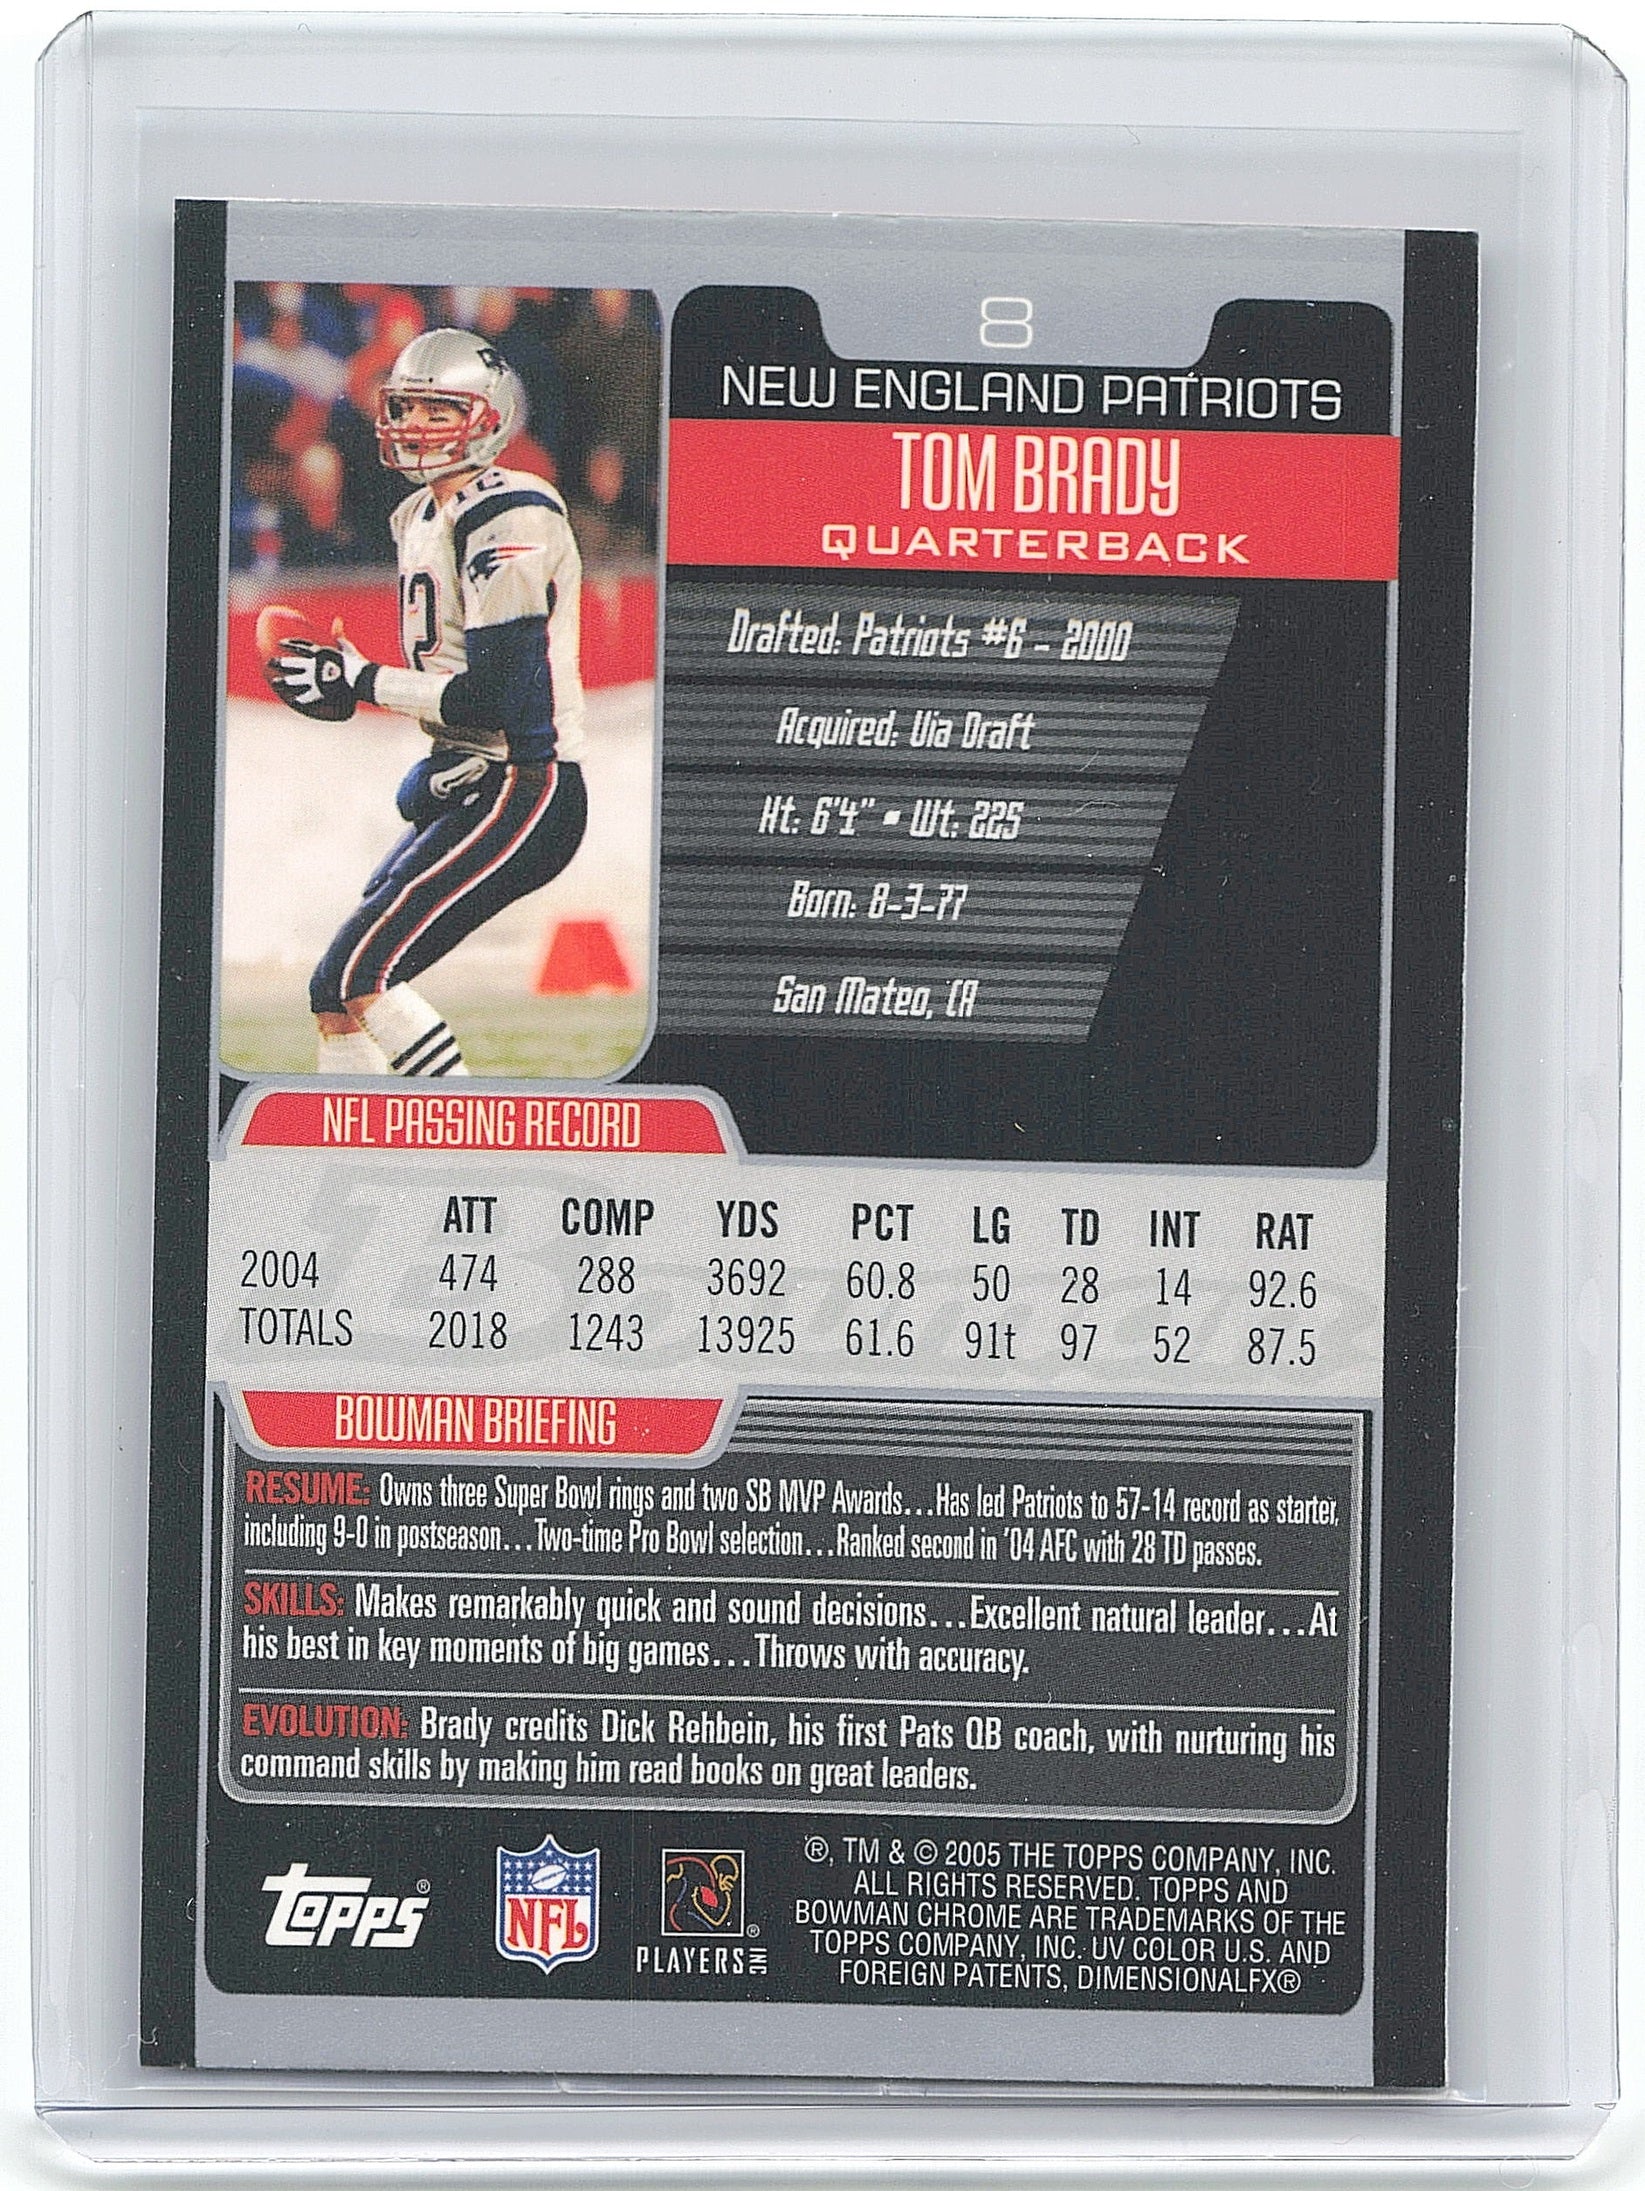 8
NEW ENGLAND PATRIOTS
TOM BRADY
QUARTERBACK
Drafted: Patriots #6 - 2000
Acquired: Via Draft
Ht: 6'4" ▪ Wt: 225
Born: 8-3-77
San Mateo, CA
12
NFL PASSING RECORD
ATT COMP YDS PCT LG TD INT RAT
2004 474 288 3692 60.8 50 28 14 92.6
TOTALS 2018 1243 13925 61.6 91t 97 52 87.5
Bowman
BOWMAN BRIEFING
RESUME: Owns three Super Bowl rings and two SB MVP Awards...Has led Patriots to 57-14 record as starter,
including 9-0 in postseason...Two-time Pro Bowl selection...Ranked second in '04 AFC with 28 TD passes.
SKILLS: Makes remarkably quick and sound decisions...Excellent natural leader...At
his best in key moments of big games...Throws with accuracy.
EVOLUTION: Brady credits Dick Rehbein, his first Pats QB coach, with nurturing his
command skills by making him read books on great leaders.
topps®
NFL
PLAYERS INC ®
®, TM & © 2005 THE TOPPS COMPANY, INC.
ALL RIGHTS RESERVED. TOPPS AND
BOWMAN CHROME ARE TRADEMARKS OF THE
TOPPS COMPANY, INC. UV COLOR U.S. AND
FOREIGN PATENTS, DIMENSIONALFX®